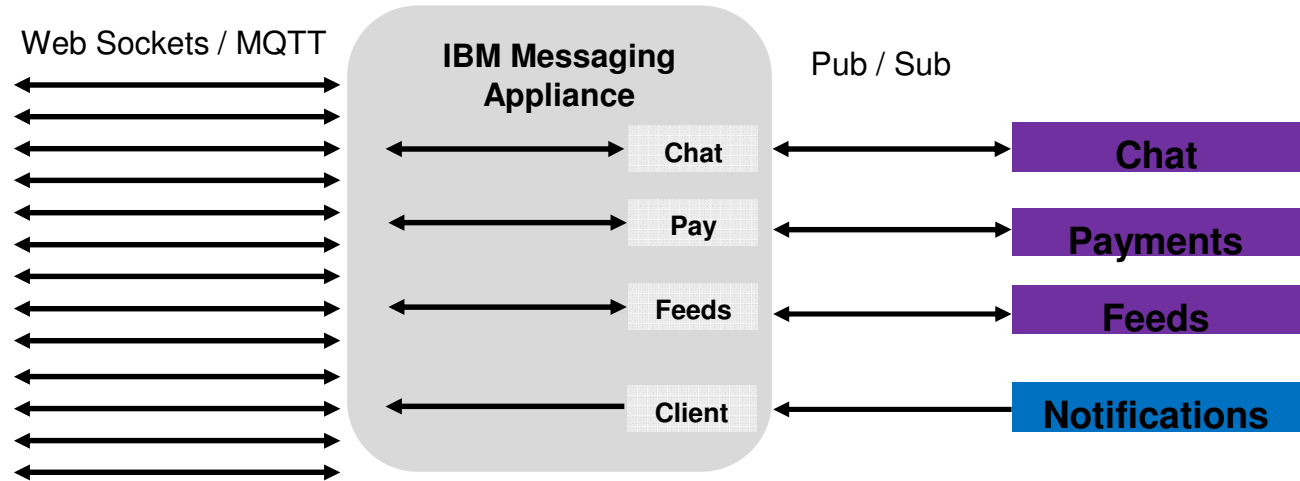 Web Sockets / MQTT
IBM Messaging
Appliance
Pub / Sub
Chat
Chat
Pay
Payments
Feeds
Feeds
Client
Notifications